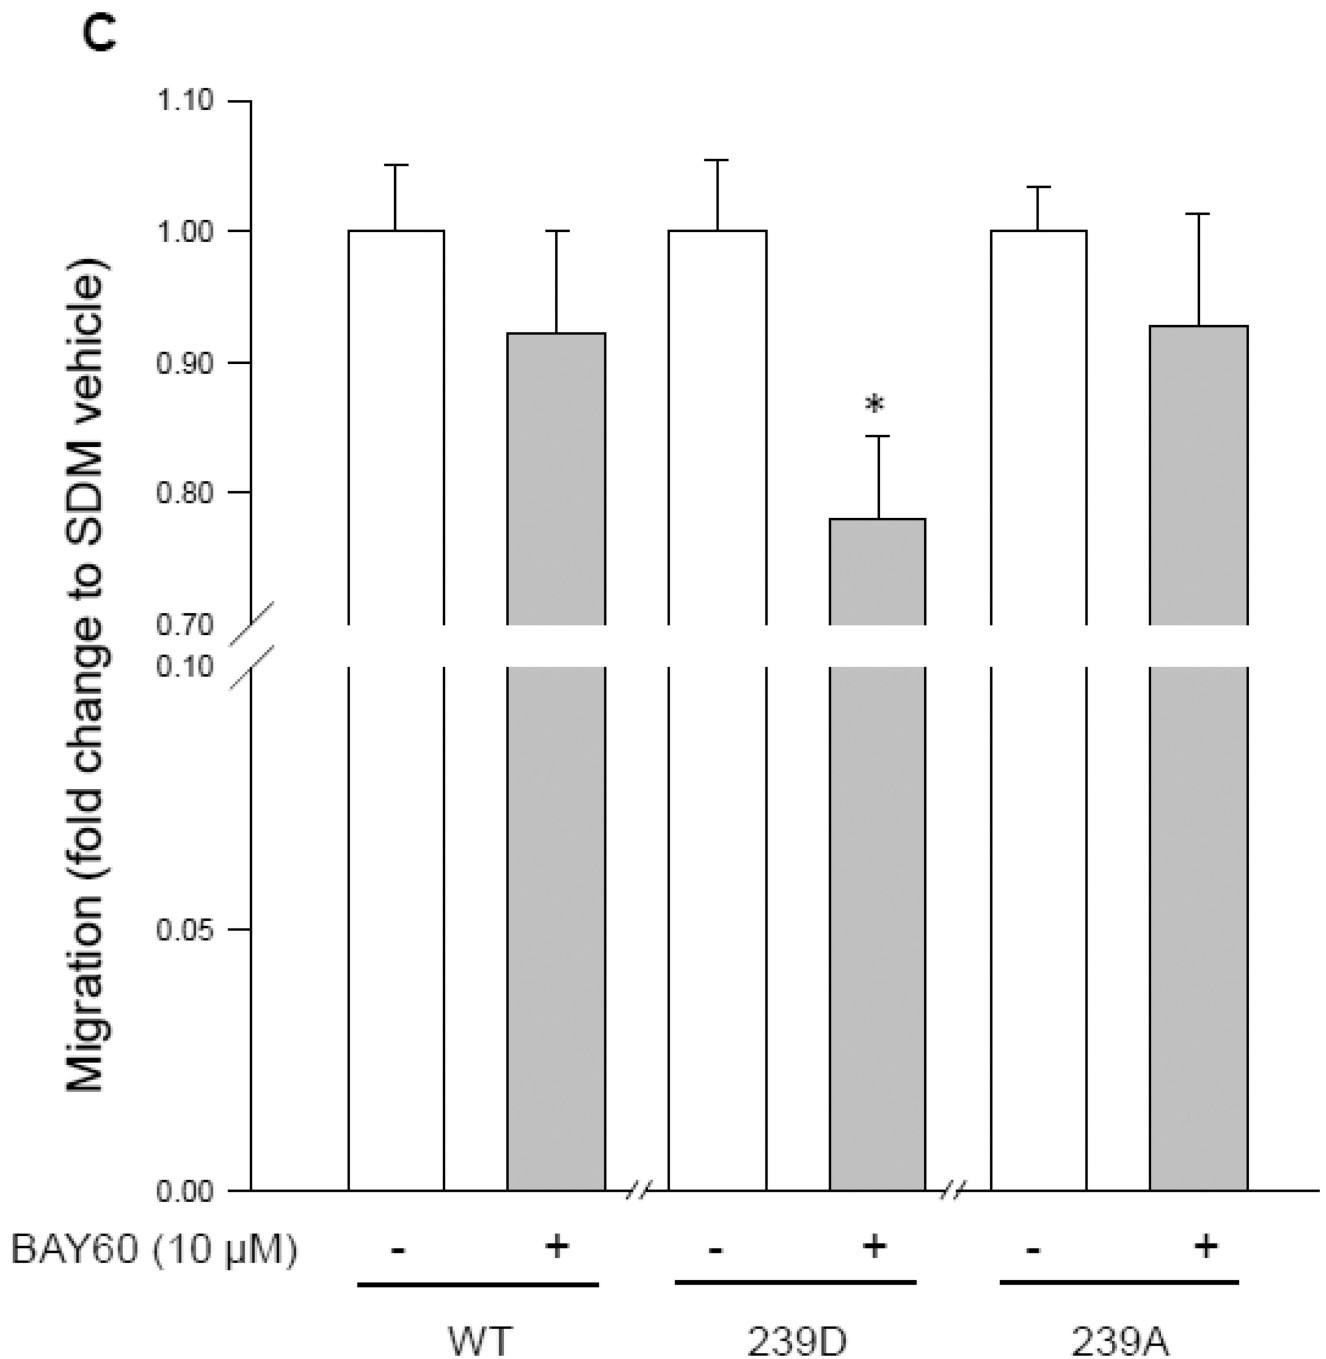 C
Migration (fold change to SDM vehicle)
1.10
1.00
0.90
0.80
0.70
0.10
0.05
0.00
*
BAY60 (10 µM) - + - + - +
WT 239D 239A